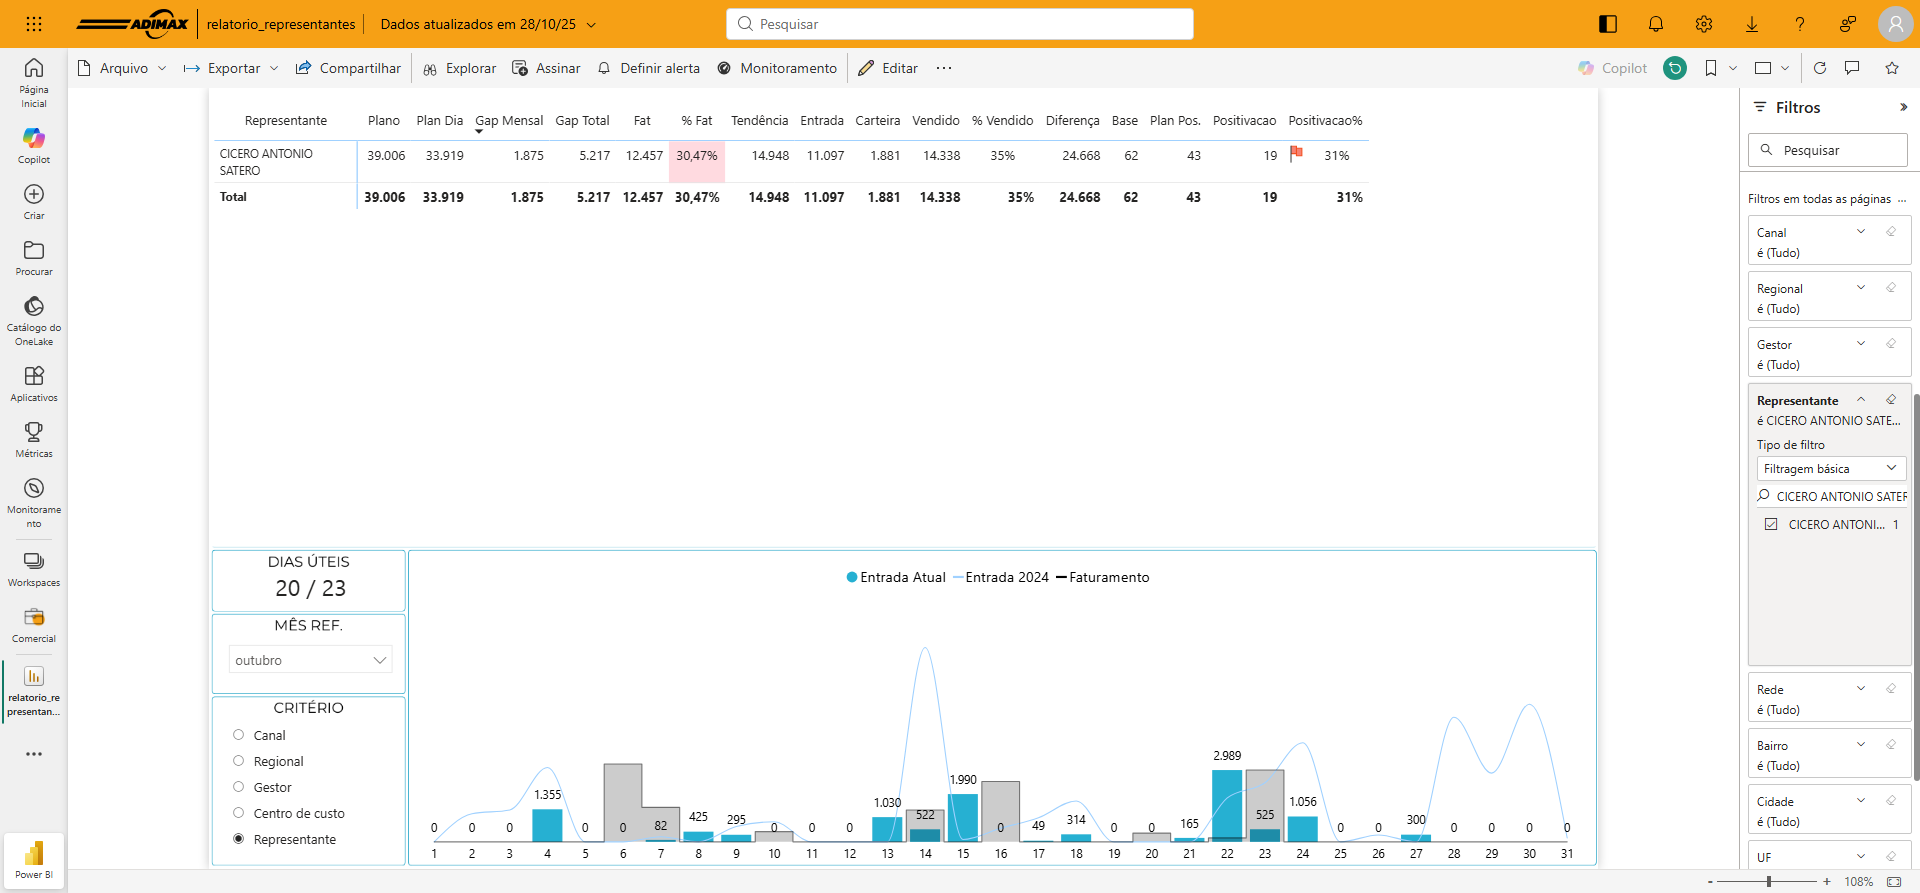 ADIMAX
relatorio_representantes
Dados atualizados em 28/10/25
Pesquisar
Arquivo
Exportar
Compartilhar
Explorar
Assinar
Definir alerta
Monitoramento
Editar
...
Copilot
Página
Inicial
Copilot
Criar
Procurar
Catálogo do
OneLake
Aplicativos
Métricas
Monitorame
nto
Workspaces
Comercial
relatorio_re
presentan...
Power BI
Representante Plano Plan Dia Gap Mensal Gap Total Fat % Fat Tendência Entrada Carteira Vendido % Vendido Diferença Base Plan Pos. Positivacao Positivacao%
CICERO ANTONIO
SATERO
39.006 33.919 1.875 5.217 12.457 30,47% 14.948 11.097 1.881 14.338 35% 24.668 62 43 19 31%
Total 39.006 33.919 1.875 5.217 12.457 30,47% 14.948 11.097 1.881 14.338 35% 24.668 62 43 19 31%
DIAS ÚTEIS
20 / 23
MÊS REF.
outubro
CRITÉRIO
Canal
Regional
Gestor
Centro de custo
Representante
Entrada Atual Entrada 2024 Faturamento
0 0 0 1.355 0 0 82 425 295 0 0 0 1.030 522 1.990 0 49 314 0 0 165 2.989 525 1.056 0 0 300 0 0 0 0
1 2 3 4 5 6 7 8 9 10 11 12 13 14 15 16 17 18 19 20 21 22 23 24 25 26 27 28 29 30 31
Filtros
Pesquisar
Filtros em todas as páginas ...
Canal
é (Tudo)
Regional
é (Tudo)
Gestor
é (Tudo)
Representante
é CICERO ANTONIO SATE...
Tipo de filtro
Filtragem básica
CICERO ANTONIO SATER
CICERO ANTONI... 1
Rede
é (Tudo)
Bairro
é (Tudo)
Cidade
é (Tudo)
UF
- + 108%